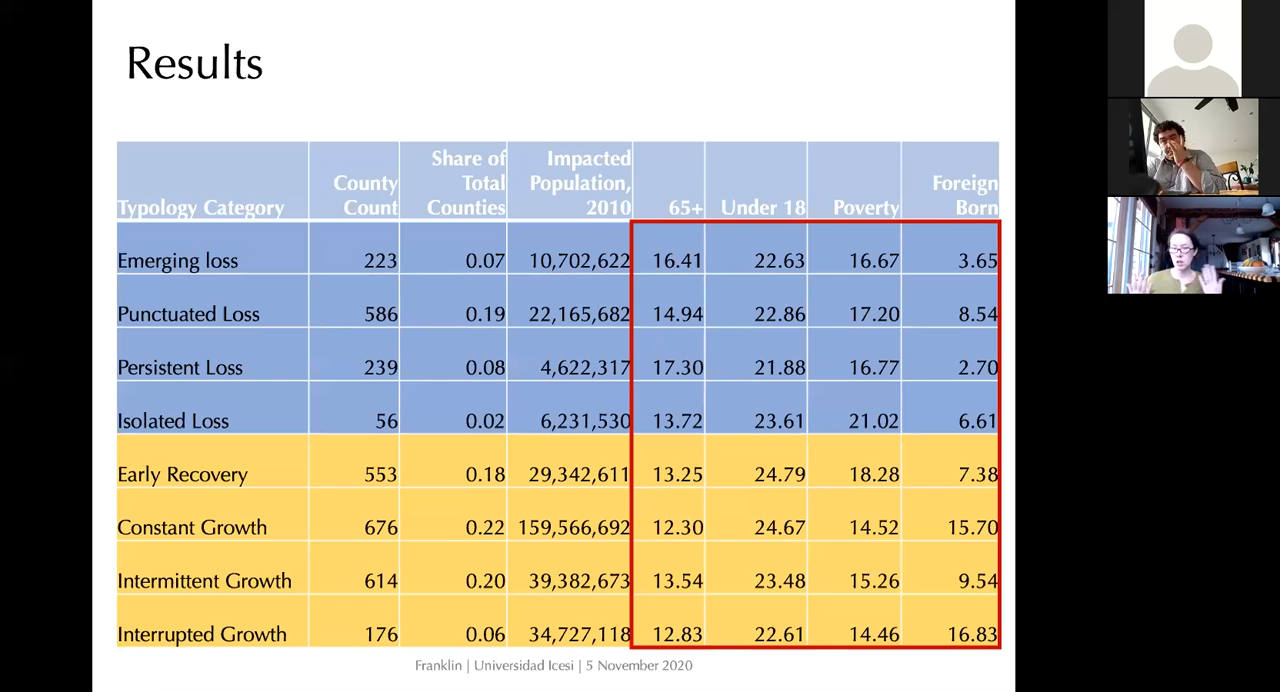 Results
Typology Category County Count Share of Total Counties Impacted Population, 2010 65+ Under 18 Poverty Foreign Born
Emerging loss 223 0.07 10,702,622 16.41 22.63 16.67 3.65
Punctuated Loss 586 0.19 22,165,682 14.94 22.86 17.20 8.54
Persistent Loss 239 0.08 4,622,317 17.30 21.88 16.77 2.70
Isolated Loss 56 0.02 6,231,530 13.72 23.61 21.02 6.61
Early Recovery 553 0.18 29,342,611 13.25 24.79 18.28 7.38
Constant Growth 676 0.22 159,566,692 12.30 24.67 14.52 15.70
Intermittent Growth 614 0.20 39,382,673 13.54 23.48 15.26 9.54
Interrupted Growth 176 0.06 34,727,118 12.83 22.61 14.46 16.83
Franklin | Universidad Icesi | 5 November 2020